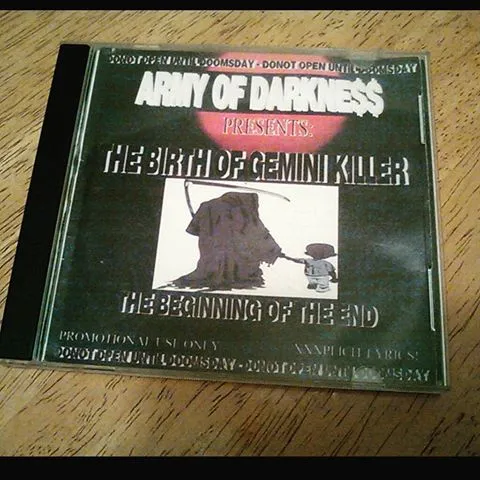 DONOT OPEN UNTIL DOOMSDAY - DONOT OPEN UNTIL DOOMSDAY
ARMY OF DARKNE$$
PRESENTS:
THE BIRTH OF GEMINI KILLER
THE BEGINNING OF THE END
PROMOTIONAL USE ONLY XXXPLICIT LYRICS!
DONOT OPEN UNTIL DOOMSDAY - DONOT OPEN UNTIL DOOMSDAY